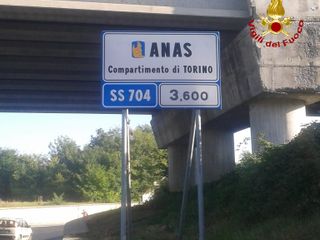 Vigili del Fuoco
ANAS
Compartimento di TORINO
SS 704
3,600